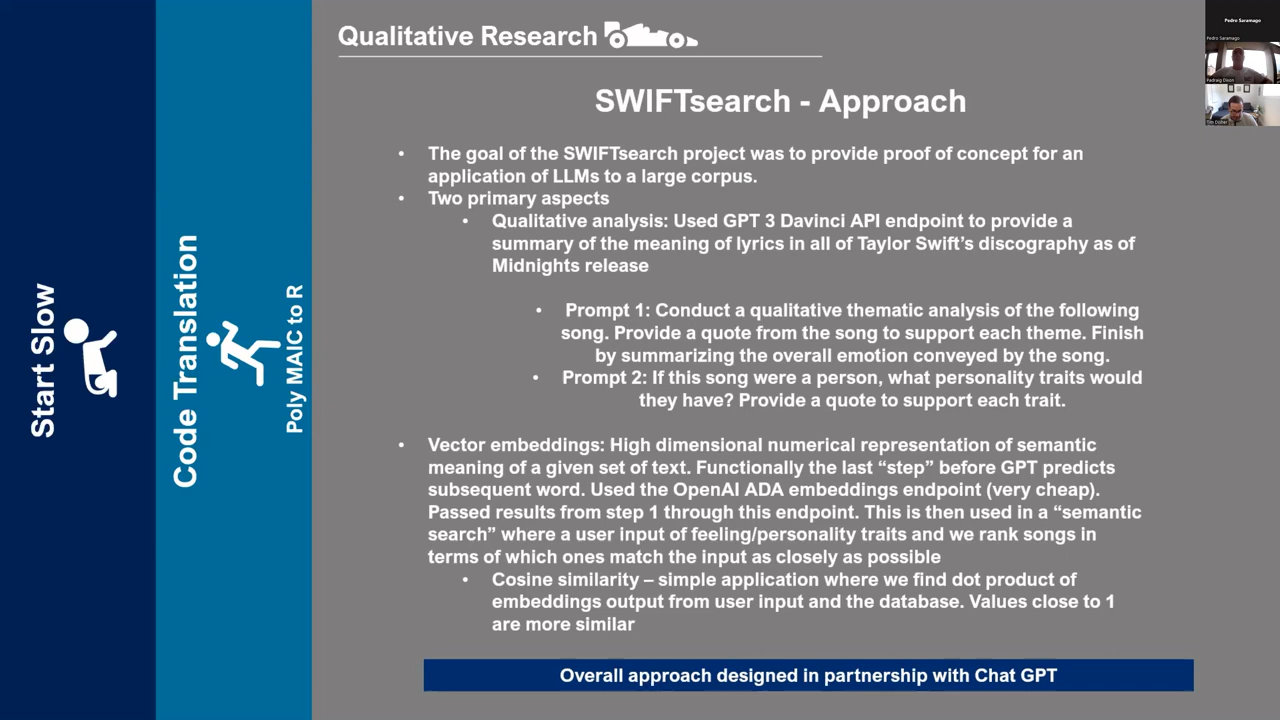 Start Slow
Code Translation
Poly MAIC to R
Qualitative Research
SWIFTsearch - Approach
• The goal of the SWIFTsearch project was to provide proof of concept for an
application of LLMs to a large corpus.
• Two primary aspects
• Qualitative analysis: Used GPT 3 Davinci API endpoint to provide a
summary of the meaning of lyrics in all of Taylor Swift's discography as of
Midnights release
• Prompt 1: Conduct a qualitative thematic analysis of the following
song. Provide a quote from the song to support each theme. Finish
by summarizing the overall emotion conveyed by the song.
• Prompt 2: If this song were a person, what personality traits would
they have? Provide a quote to support each trait.
• Vector embeddings: High dimensional numerical representation of semantic
meaning of a given set of text. Functionally the last “step” before GPT predicts
subsequent word. Used the OpenAI ADA embeddings endpoint (very cheap).
Passed results from step 1 through this endpoint. This is then used in a “semantic
search” where a user input of feeling/personality traits and we rank songs in
terms of which ones match the input as closely as possible
• Cosine similarity – simple application where we find dot product of
embeddings output from user input and the database. Values close to 1
are more similar
Overall approach designed in partnership with Chat GPT
Pedro Saramago
Pedro Saramago
Padraig Dixon